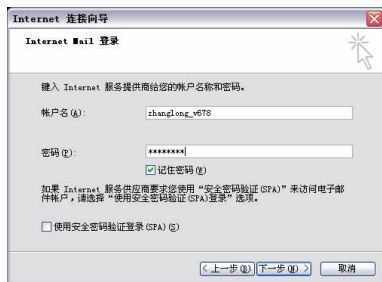 Internet 连接向导
Internet Mail 登录
键入 Internet 服务提供商给您的帐户名称和密码。
帐户名(A): zhanglong_v678
密码(P): ********
记住密码(W)
如果 Internet 服务供应商要求您使用“安全密码验证(SPA)”来访问电子邮
件帐户，请选择“使用安全密码验证(SPA)登录”选项。
使用安全密码验证登录(SPA)(S)
< 上一步(B) 下一步(N) > 取消